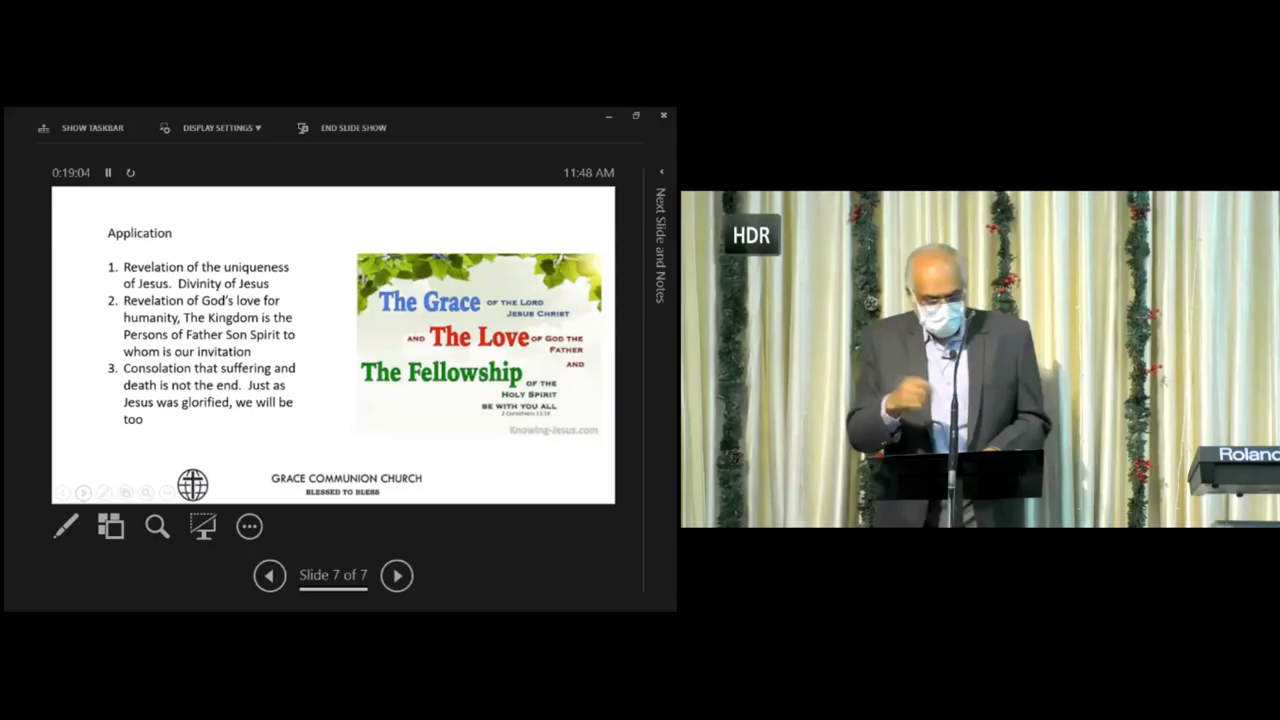 SHOW TASKBAR
DISPLAY SETTINGS ▼
END SLIDE SHOW
0:19:04
11:48 AM
Next Slide and Notes
Application
1. Revelation of the uniqueness
of Jesus. Divinity of Jesus
2. Revelation of God's love for
humanity, The Kingdom is the
Persons of Father Son Spirit to
whom is our invitation
3. Consolation that suffering and
death is not the end. Just as
Jesus was glorified, we will be
too
The Grace OF THE LORD
JESUS CHRIST
AND The Love OF GOD THE
FATHER
AND
The Fellowship
OF THE
HOLY SPIRIT
BE WITH YOU ALL
2 Corinthians 13:14
Knowing-Jesus.com
GRACE COMMUNION CHURCH
BLESSED TO BLESS
Slide 7 of 7
HDR
Roland